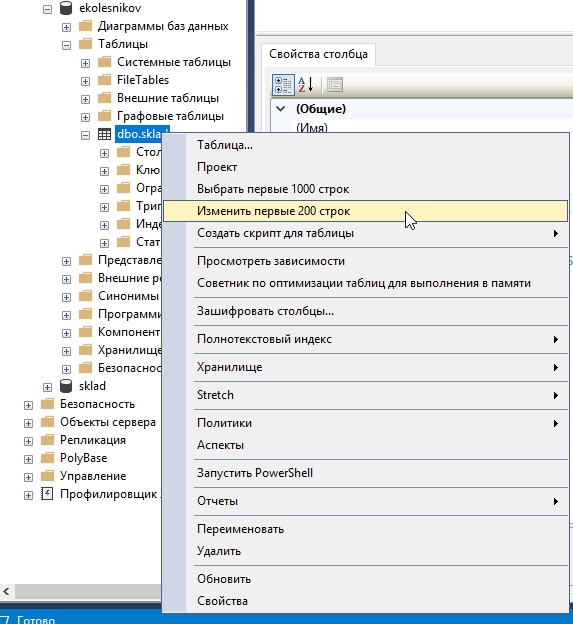 ekolesnikov
Диаграммы баз данных
Таблицы
Системные таблицы
FileTables
Внешние таблицы
Графовые таблицы
dbo.sklad
Стол
Клю
Огра
Триг
Инде
Стат
Представле
Внешние ре
Синонимы
Программи
Компонент
Хранилище
Безопаснос
sklad
Безопасность
Объекты сервера
Репликация
PolyBase
Управление
Профилировщик
Готово
Свойства столбца
(Общие)
(Имя)
Таблица...
Проект
Выбрать первые 1000 строк
Изменить первые 200 строк
Создать скрипт для таблицы
Просмотреть зависимости
Советник по оптимизации таблиц для выполнения в памяти
Зашифровать столбцы...
Полнотекстовый индекс
Хранилище
Stretch
Политики
Аспекты
Запустить PowerShell
Отчеты
Переименовать
Удалить
Обновить
Свойства